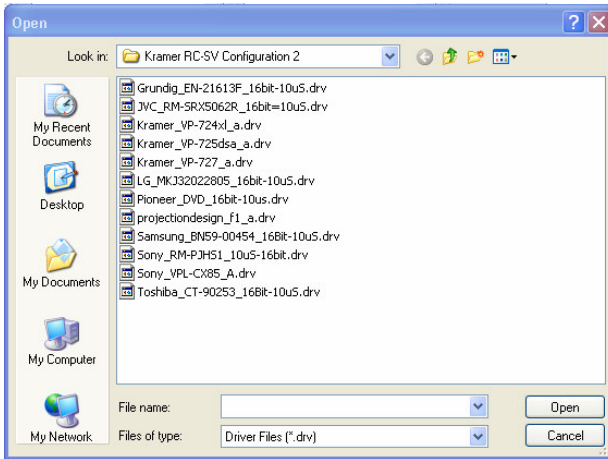 Open
Look in: Kramer RC-SV Configuration 2
My Recent
Documents
Desktop
My Documents
My Computer
My Network
Grundig_EN-21613F_16bit-10uS.drv
JVC_RM-SRX5062R_16bit=10uS.drv
Kramer_VP-724xl_a.drv
Kramer_VP-725dsa_a.drv
Kramer_VP-727_a.drv
LG_MKJ32022805_16bit-10uS.drv
Pioneer_DVD_16bit-10us.drv
projectiondesign_f1_a.drv
Samsung_BN59-00454_16Bit-10uS.drv
Sony_RM-PJHS1_10uS-16bit.drv
Sony_VPL-CX85_A.drv
Toshiba_CT-90253_16Bit-10uS.drv
File name:
Open
Files of type: Driver Files (*.drv)
Cancel